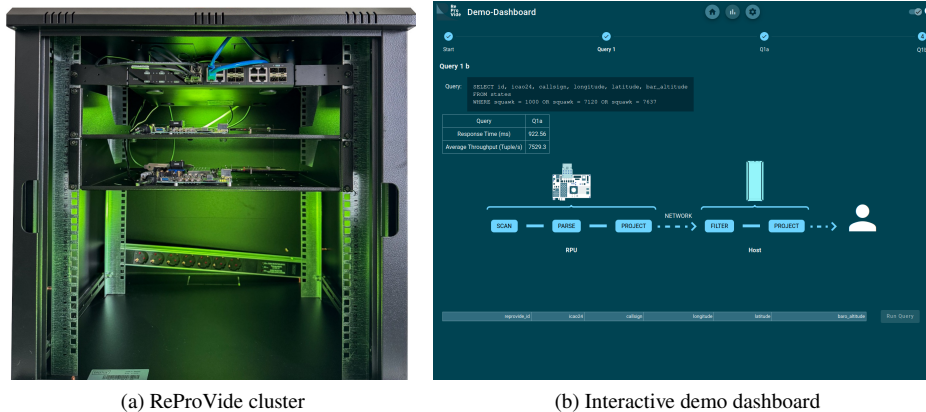 Re
Pro
Vide
Demo-Dashboard
Start
Query 1
Q1a
Query 1 b
Query:
SELECT id, icao24, callsign, longitude, latitude, bar_altitude
FROM states
WHERE squawk = 1000 OR squawk = 7120 OR squawk = 7637
Query Q1a
Response Time (ms) 922.56
Average Throughput (Tuple/s) 7529.3
SCAN PARSE PROJECT NETWORK FILTER PROJECT
RPU Host
reprovide_id icao24 callsign longitude latitude baro_altitude Run Query
(a) ReProVide cluster
(b) Interactive demo dashboard